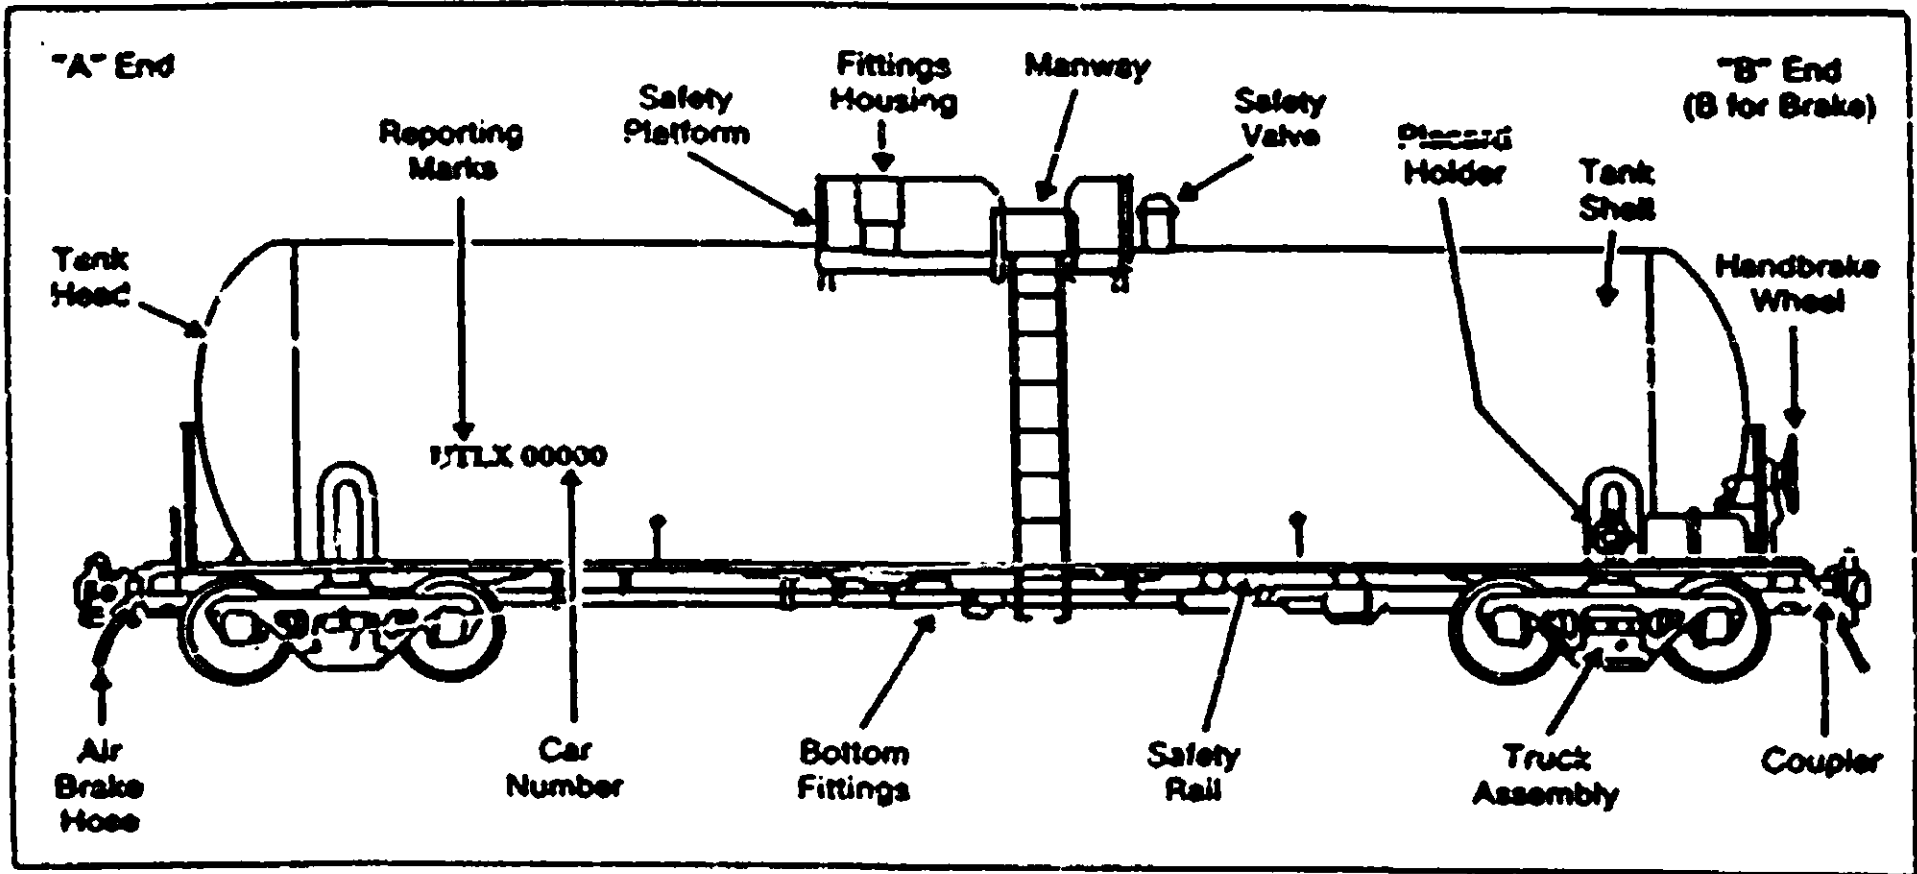 "A" End
Fittings
Housing
Manway
"B" End
(B for Brake)
Safety
Platform
Safety
Valve
Reporting
Marks
Placard
Holder
Tank
Shell
Tank
Head
Handbrake
Wheel
UTLX 00000
Air
Brake
Hose
Car
Number
Bottom
Fittings
Safety
Rail
Truck
Assembly
Coupler